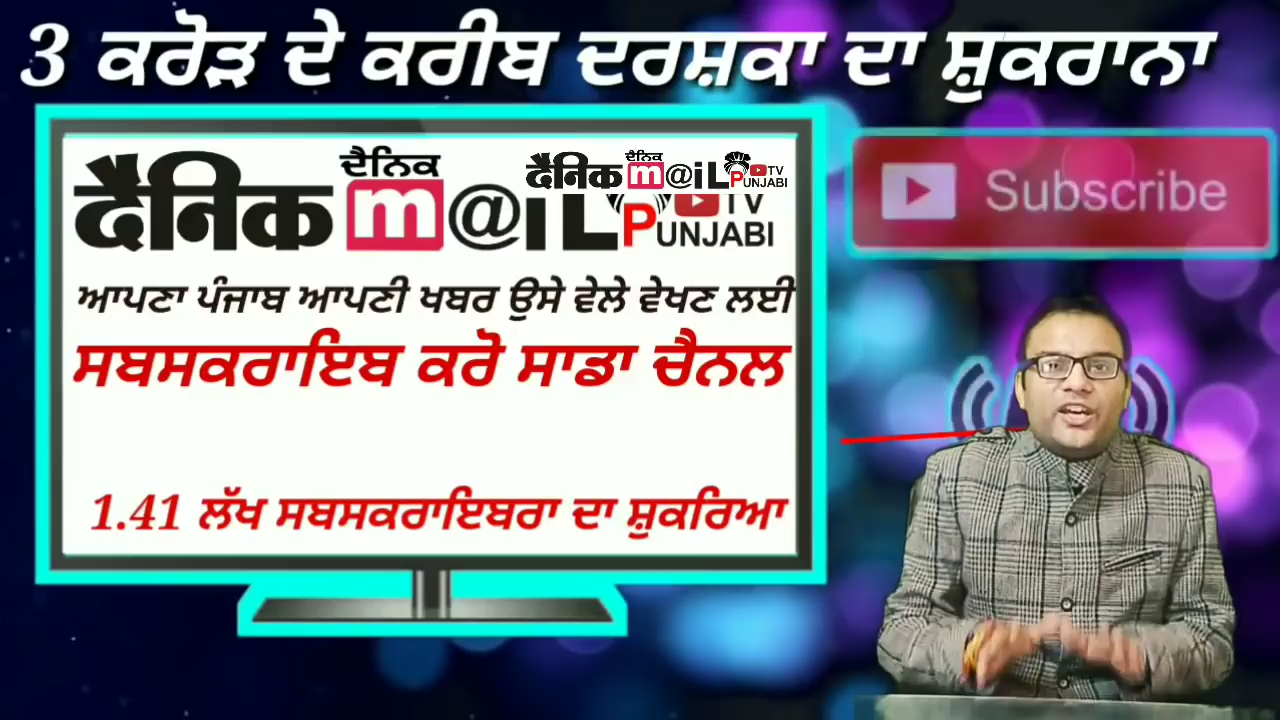 3 ਕਰੋੜ ਦੇ ਕਰੀਬ ਦਰਸ਼ਕਾ ਦਾ ਸ਼ੁਕਰਾਨਾ
दैनिक ਦੈਨਿਕ m@iL PUNJABI TV
दैनिक ਦੈਨਿਕ m@iL PUNJABI TV
Subscribe
ਆਪਣਾ ਪੰਜਾਬ ਆਪਣੀ ਖਬਰ ਉਸੇ ਵੇਲੇ ਵੇਖਣ ਲਈ
ਸਬਸਕਰਾਇਬ ਕਰੋ ਸਾਡਾ ਚੈਨਲ
1.41 ਲੱਖ ਸਬਸਕਰਾਇਬਰਾ ਦਾ ਸ਼ੁਕਰਿਆ